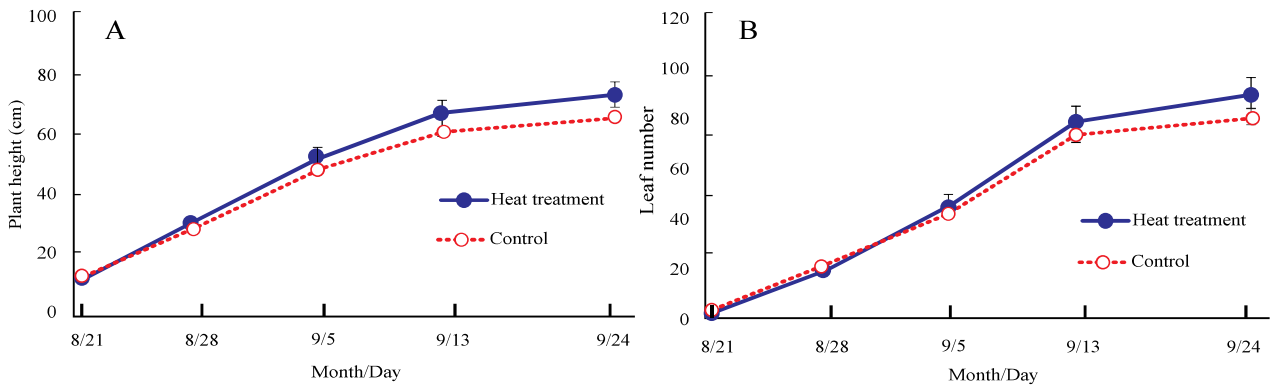 A
Plant height (cm)
100
80
60
40
20
0
Heat treatment
Control
8/21 8/28 9/5 9/13 9/24
Month/Day
B
Leaf number
120
100
80
60
40
20
0
Heat treatment
Control
8/21 8/28 9/5 9/13 9/24
Month/Day